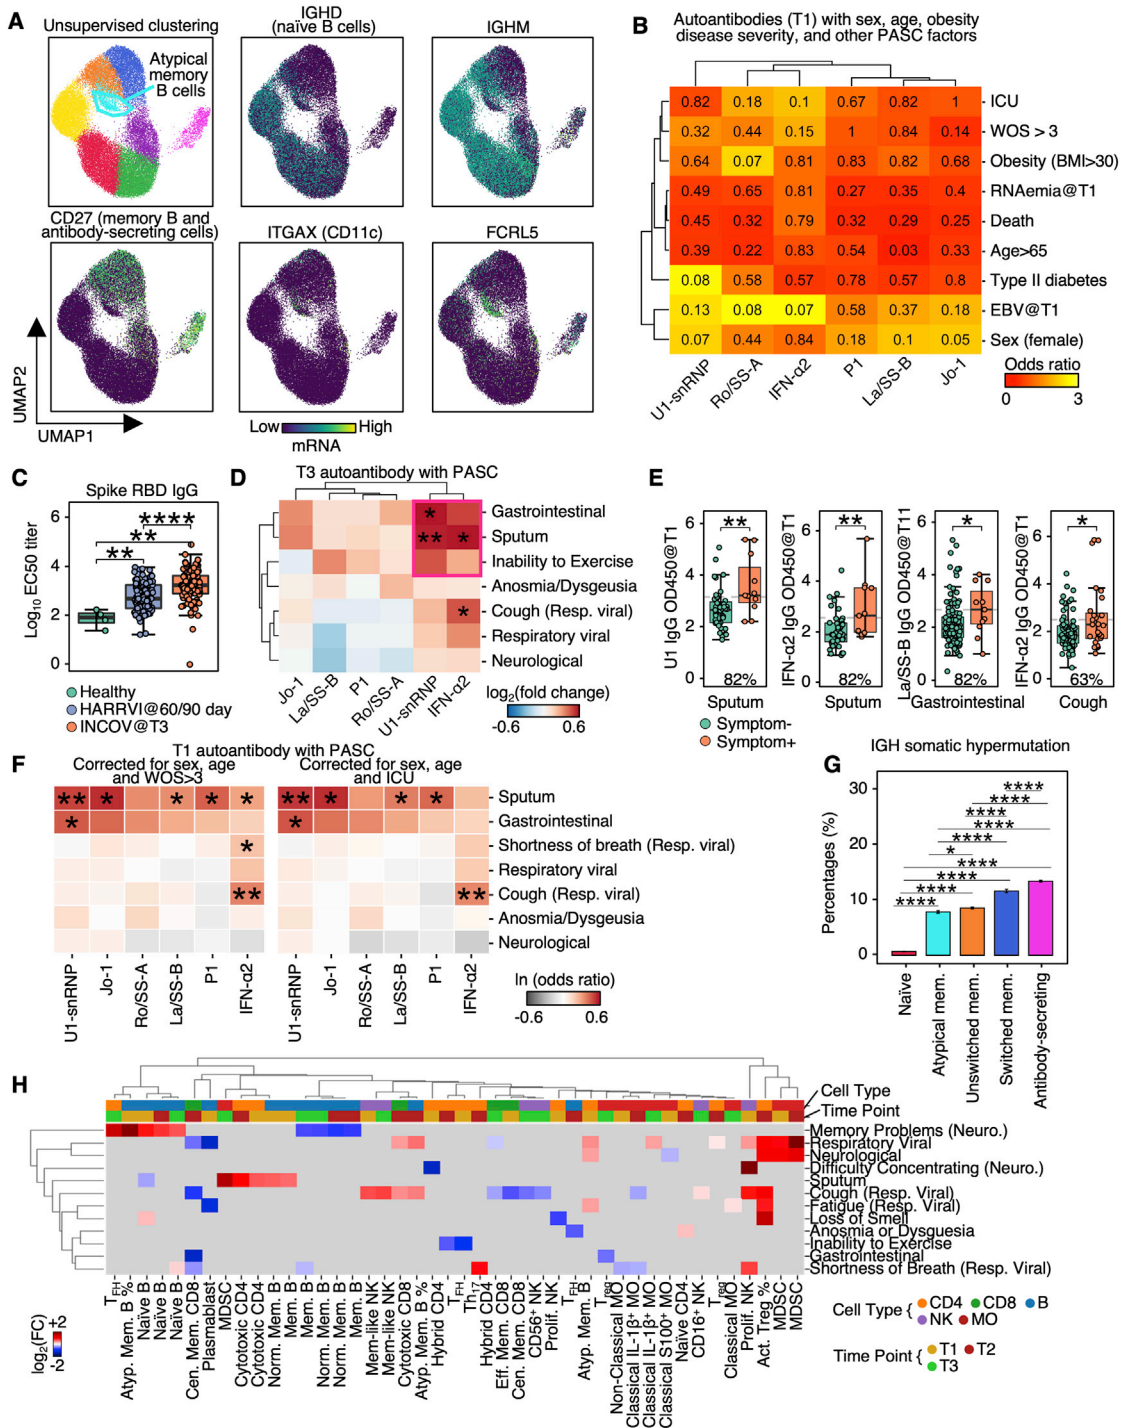 A
Unsupervised clustering
Atypical
memory
B cells
IGHD
(naïve B cells)
IGHM
CD27 (memory B and
antibody-secreting cells)
ITGAX (CD11c)
FCRL5
UMAP2
UMAP1
Low High
mRNA
B
Autoantibodies (T1) with sex, age, obesity
disease severity, and other PASC factors
0.82 0.18 0.1 0.67 0.82 1 ICU
0.32 0.44 0.15 1 0.84 0.14 WOS > 3
0.64 0.07 0.81 0.83 0.82 0.68 Obesity (BMI>30)
0.49 0.65 0.81 0.27 0.35 0.4 RNAemia@T1
0.45 0.32 0.79 0.32 0.29 0.25 Death
0.39 0.22 0.83 0.54 0.03 0.33 Age>65
0.08 0.58 0.57 0.78 0.57 0.8 Type II diabetes
0.13 0.08 0.07 0.58 0.37 0.18 EBV@T1
0.07 0.44 0.84 0.18 0.1 0.05 Sex (female)
U1-snRNP Ro/SS-A IFN-α2 P1 La/SS-B Jo-1
Odds ratio
0 3
C
Spike RBD IgG
****
**
**
Log10 EC50 titer
6
4
2
0
Healthy
HARRVI@60/90 day
INCOV@T3
D
T3 autoantibody with PASC
* Gastrointestinal
** * Sputum
Inability to Exercise
Anosmia/Dysgeusia
* Cough (Resp. viral)
Respiratory viral
Neurological
Jo-1 La/SS-B P1 Ro/SS-A U1-snRNP IFN-α2
log2(fold change)
-0.6 0.6
E
U1 IgG OD450@T1
6
4
2
0
**
82%
Sputum
IFN-α2 IgG OD450@T1
6
4
2
0
**
82%
Sputum
La/SS-B IgG OD450@T11
6
4
2
0
*
82%
Gastrointestinal
IFN-α2 IgG OD450@T1
6
4
2
0
*
63%
Cough
Symptom-
Symptom+
F
T1 autoantibody with PASC
Corrected for sex, age
and WOS>3
Corrected for sex, age
and ICU
** * * * * ** * * * Sputum
* * Gastrointestinal
* Shortness of breath (Resp. viral)
Respiratory viral
** ** Cough (Resp. viral)
Anosmia/Dysgeusia
Neurological
U1-snRNP Jo-1 Ro/SS-A La/SS-B P1 IFN-α2
U1-snRNP Jo-1 Ro/SS-A La/SS-B P1 IFN-α2
ln (odds ratio)
-0.6 0.6
G
IGH somatic hypermutation
Percentages (%)
30
20
10
0
****
****
****
****
****
*
****
****
****
****
Naïve
Atypical mem.
Unswitched mem.
Switched mem.
Antibody-secreting
H
Cell Type
Time Point
Memory Problems (Neuro.)
Respiratory Viral
Neurological
Difficulty Concentrating (Neuro.)
Sputum
Cough (Resp. Viral)
Fatigue (Resp. Viral)
Loss of Smell
Anosmia or Dysguesia
Inability to Exercise
Gastrointestinal
Shortness of Breath (Resp. Viral)
TFH
Atyp. Mem. B %
Naïve B
Naïve B
Naïve B
Cen. Mem. CD8
Plasmablast
MDSC
Cytotoxic CD4
Cytotoxic CD4
Norm. Mem. B
Mem. B
Norm. Mem. B
Norm. Mem. B
Mem. B
Mem-like NK
Mem-like NK
Cytotoxic CD8
Atyp. Mem. B %
Hybrid CD4
TFH
Th17
Hybrid CD4
Eff. Mem. CD8
Cen. Mem. CD8
CD56+ NK
Prolif. NK
TFH
Atyp. Mem. B
Treg
Non-Classical MO
Classical IL-1β+ MO
Classical IL-1β+ MO
Classical S100+ MO
Naïve CD4
CD16+ NK
Treg
Classical MO
Prolif. NK
Act. Treg %
MDSC
MDSC
log2(FC)
+2
-2
Cell Type { CD4 CD8 B
NK MO
Time Point { T1 T2
T3